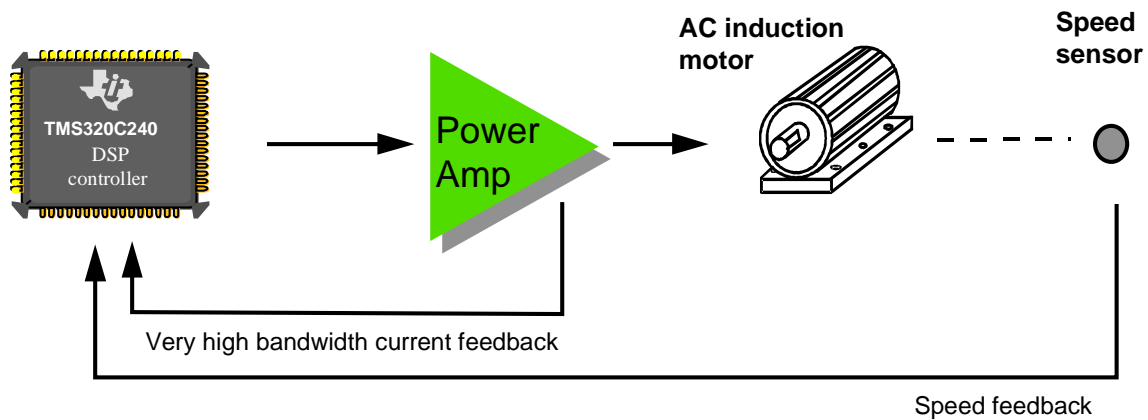 AC induction
motor
Speed
sensor
TMS320C240
DSP
controller
Power
Amp
Very high bandwidth current feedback
Speed feedback